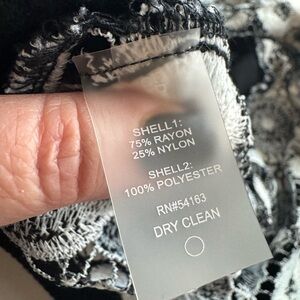 SHELL1:
75% RAYON
25% NYLON
SHELL2:
100% POLYESTER
RN#54163
DRY CLEAN